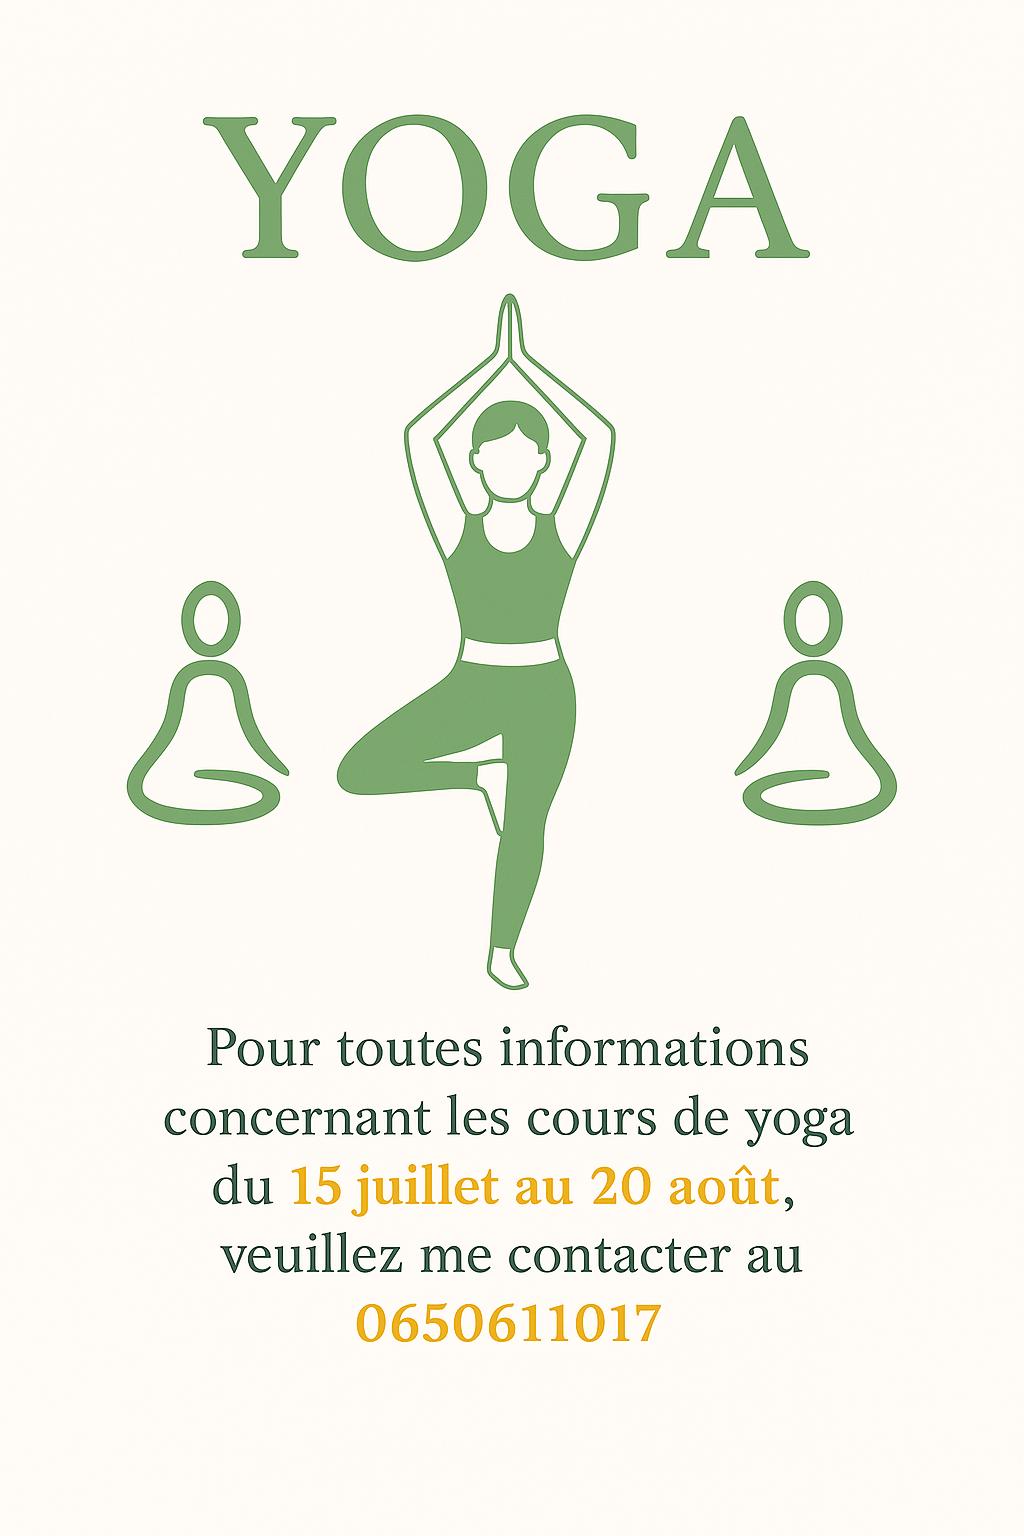 YOGA
Pour toutes informations
concernant les cours de yoga
du 15 juillet au 20 août,
veuillez me contacter au
0650611017